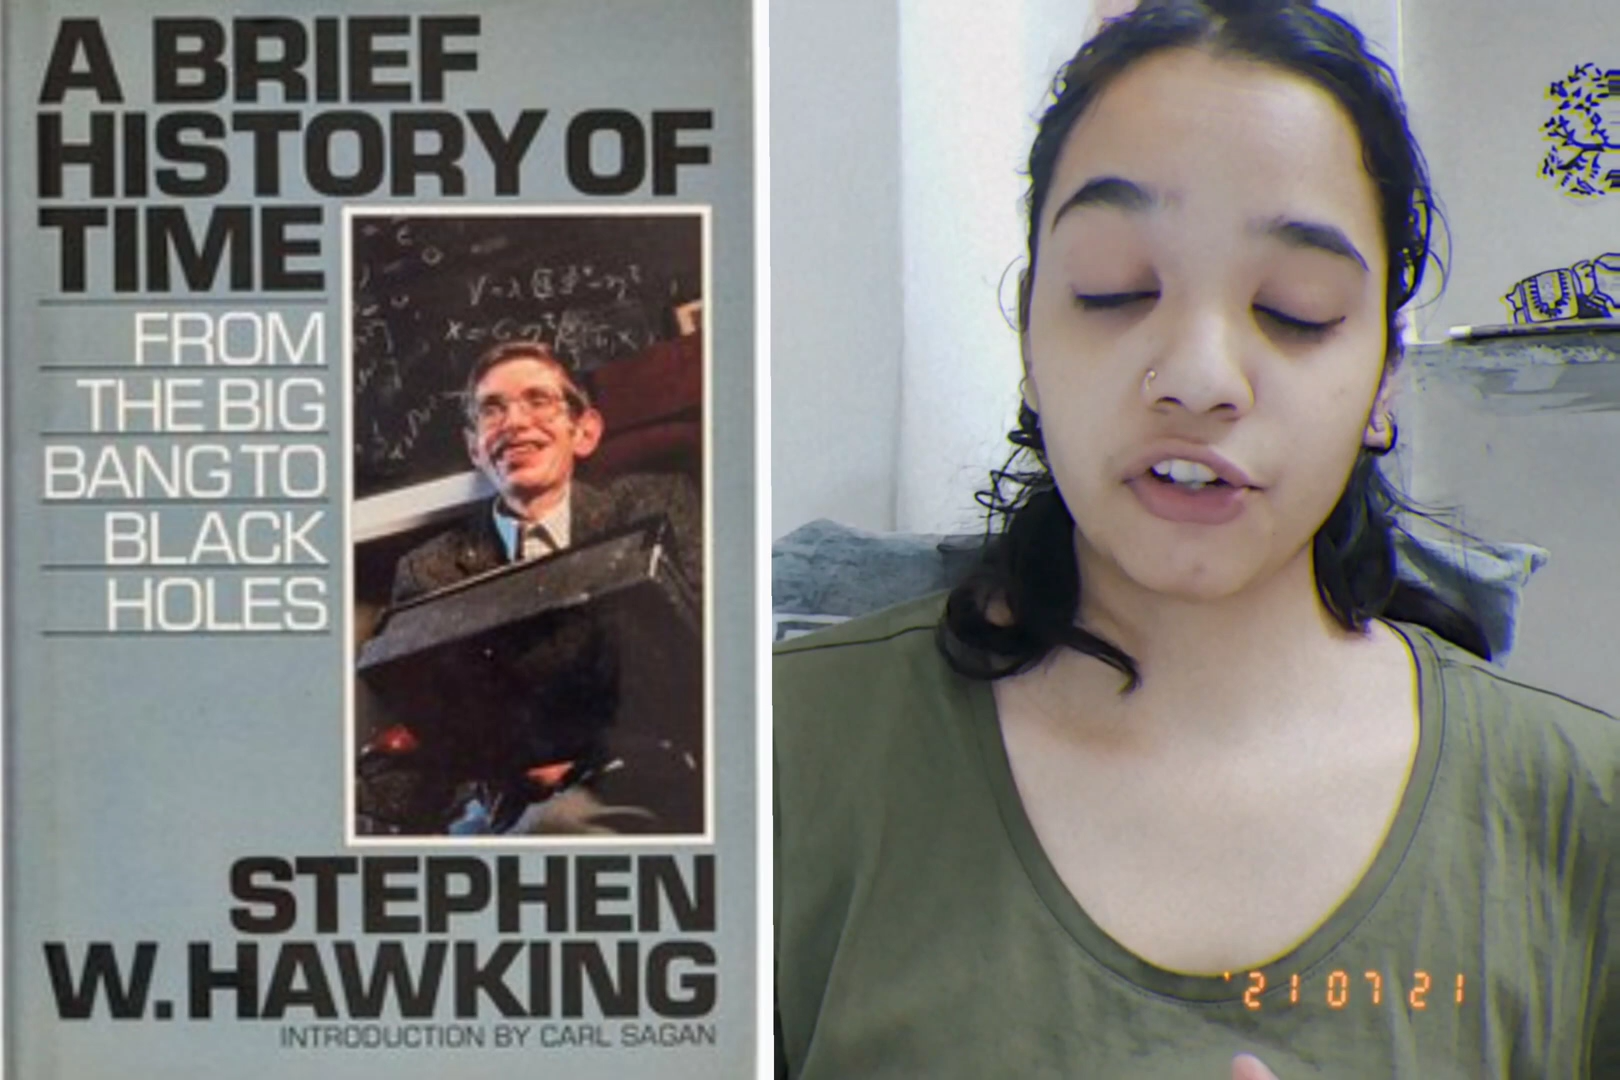 A BRIEF
HISTORY OF
TIME
FROM
THE BIG
BANG TO
BLACK
HOLES
STEPHEN
W. HAWKING
INTRODUCTION BY CARL SAGAN
'21 07 21